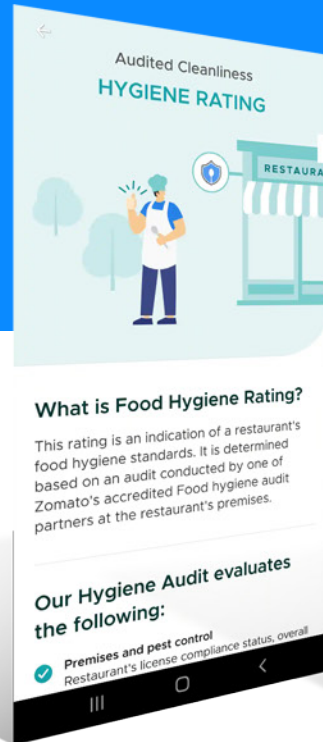 Audited Cleanliness
HYGIENE RATING
RESTAURA
What is Food Hygiene Rating?
This rating is an indication of a restaurant's
food hygiene standards. It is determined
based on an audit conducted by one of
Zomato's accredited Food hygiene audit
partners at the restaurant's premises.
Our Hygiene Audit evaluates
the following:
Premises and pest control
Restaurant's license compliance status, overall